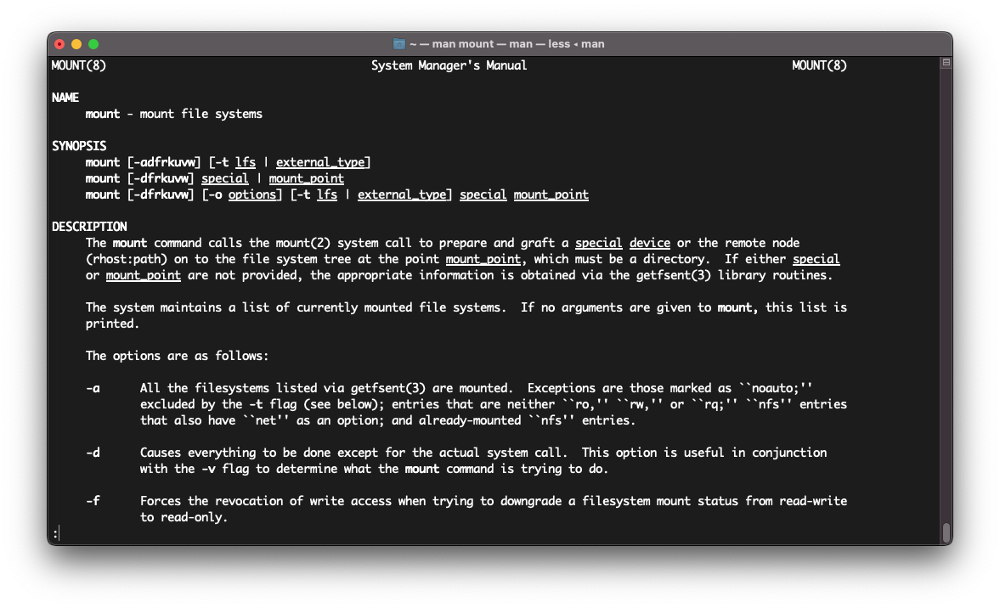 ~ — man mount — man — less ◂ man
MOUNT(8) System Manager's Manual MOUNT(8)
NAME
mount - mount file systems
SYNOPSIS
mount [-adfrkuvw] [-t lfs | external_type]
mount [-dfrkuvw] special | mount_point
mount [-dfrkuvw] [-o options] [-t lfs | external_type] special mount_point
DESCRIPTION
The mount command calls the mount(2) system call to prepare and graft a special device or the remote node
(rhost:path) on to the file system tree at the point mount_point, which must be a directory. If either special
or mount_point are not provided, the appropriate information is obtained via the getfsent(3) library routines.
The system maintains a list of currently mounted file systems. If no arguments are given to mount, this list is
printed.
The options are as follows:
-a All the filesystems listed via getfsent(3) are mounted. Exceptions are those marked as ``noauto;''
excluded by the -t flag (see below); entries that are neither ``ro,'' ``rw,'' or ``rq;'' ``nfs'' entries
that also have ``net'' as an option; and already-mounted ``nfs'' entries.
-d Causes everything to be done except for the actual system call. This option is useful in conjunction
with the -v flag to determine what the mount command is trying to do.
-f Forces the revocation of write access when trying to downgrade a filesystem mount status from read-write
to read-only.
: